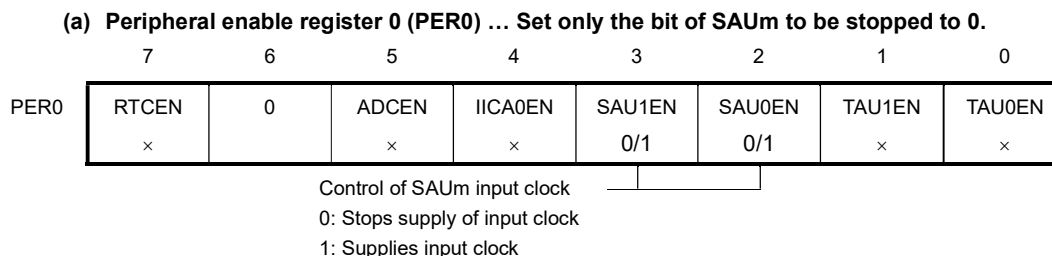 (a) Peripheral enable register 0 (PER0) … Set only the bit of SAUm to be stopped to 0.
7 6 5 4 3 2 1 0
PER0 RTCEN 0 ADCEN IICA0EN SAU1EN SAU0EN TAU1EN TAU0EN
× × × 0/1 0/1 × ×
Control of SAUm input clock
0: Stops supply of input clock
1: Supplies input clock